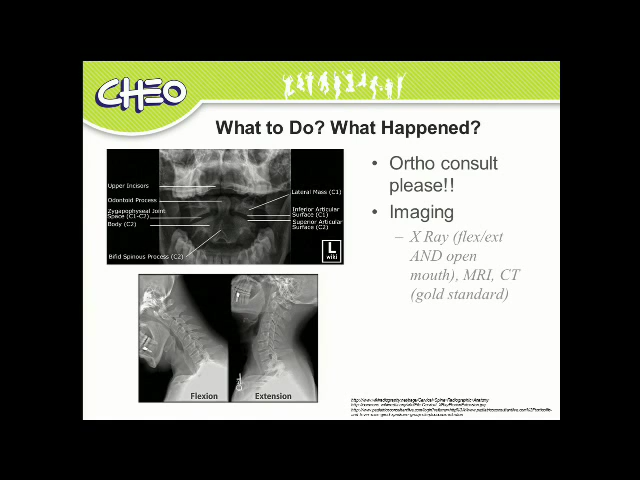 CHEO
What to Do? What Happened?
Upper Incisors
Odontoid Process
Zygapophyseal Joint
Space (C1-C2)
Body (C2)
Bifid Spinous Process (C2)
Lateral Mass (C1)
Inferior Articular
Surface (C1)
Superior Articular
Surface (C2)
L
wiki
Flexion
Extension
• Ortho consult
please!!
• Imaging
– X Ray (flex/ext
AND open
mouth), MRI, CT
(gold standard)